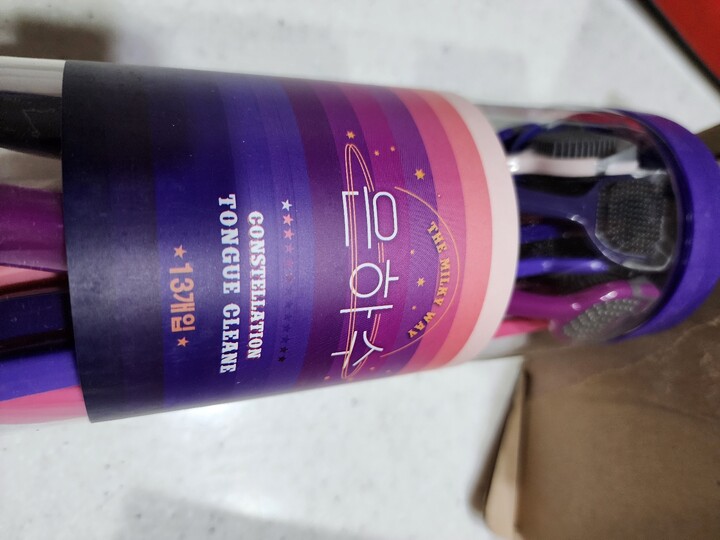 THE MILKY WAY
은하수
CONSTELLATION
TONGUE CLEANE
13개입